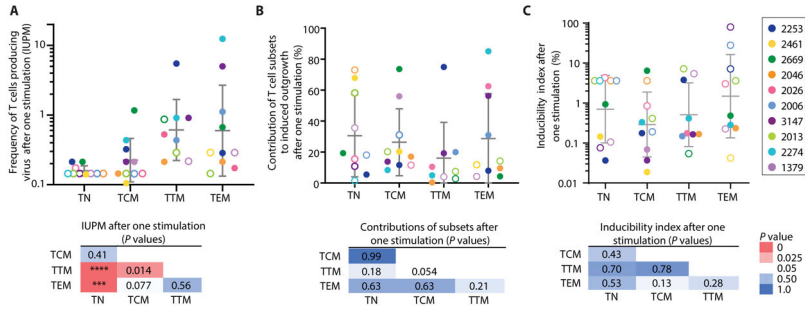 A
Frequency of T cells producing
virus after one stimulation (IUPM)
10
1
0.1
TN TCM TTM TEM
IUPM after one stimulation
(P values)
TCM 0.41
TTM **** 0.014
TEM *** 0.077 0.56
TN TCM TTM
B
Contribution of T cell subsets
to induced outgrowth
after one stimulation (%)
100
80
60
40
20
0
TN TCM TTM TEM
Contributions of subsets after
one stimulation (P values)
TCM 0.99
TTM 0.18 0.054
TEM 0.63 0.63 0.21
TN TCM TTM
C
Inducibility index after
one stimulation (%)
100
10
1
0.1
0.01
TN TCM TTM TEM
Inducibility index after one
stimulation (P values)
TCM 0.43
TTM 0.70 0.78
TEM 0.53 0.13 0.28
TN TCM TTM
2253
2461
2669
2046
2026
2006
3147
2013
2274
1379
P value
0
0.025
0.05
0.50
1.0